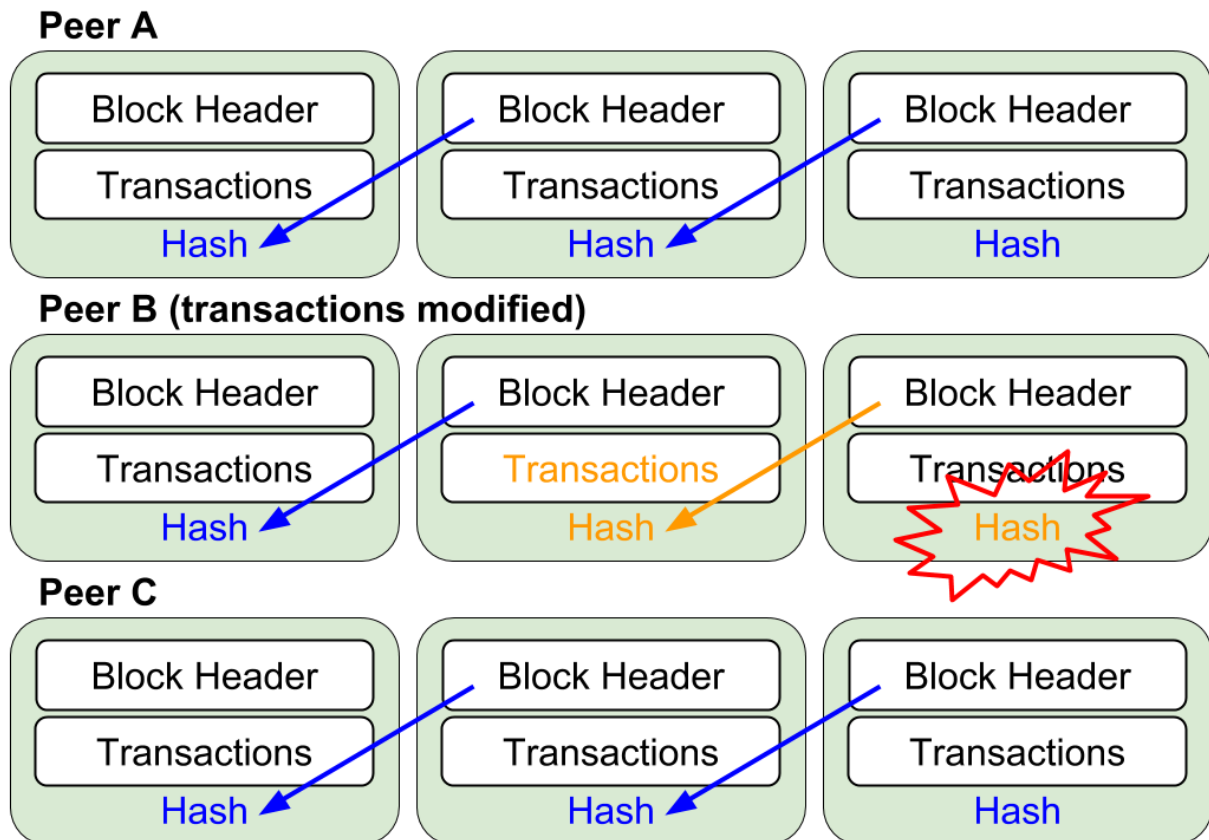 Peer A
Block Header Block Header Block Header
Transactions Transactions Transactions
Hash Hash Hash
Peer B (transactions modified)
Block Header Block Header Block Header
Transactions Transactions Transactions
Hash Hash Hash
Peer C
Block Header Block Header Block Header
Transactions Transactions Transactions
Hash Hash Hash